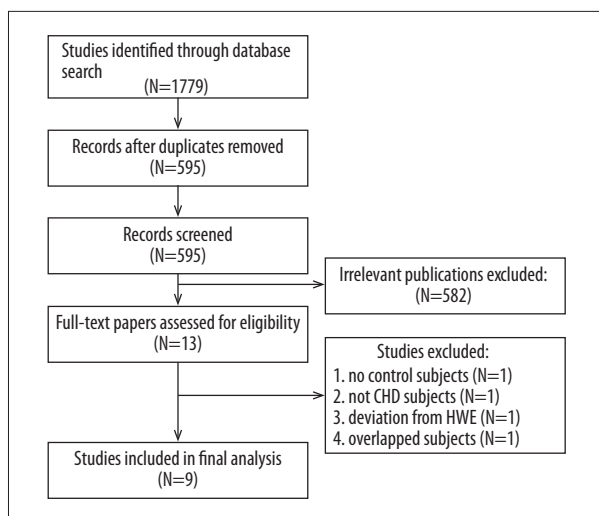 Studies identified through database
search
(N=1779)
Records after duplicates removed
(N=595)
Records screened
(N=595)
Irrelevant publications excluded:
(N=582)
Full-text papers assessed for eligibility
(N=13)
Studies excluded:
1. no control subjects (N=1)
2. not CHD subjects (N=1)
3. deviation from HWE (N=1)
4. overlapped subjects (N=1)
Studies included in final analysis
(N=9)